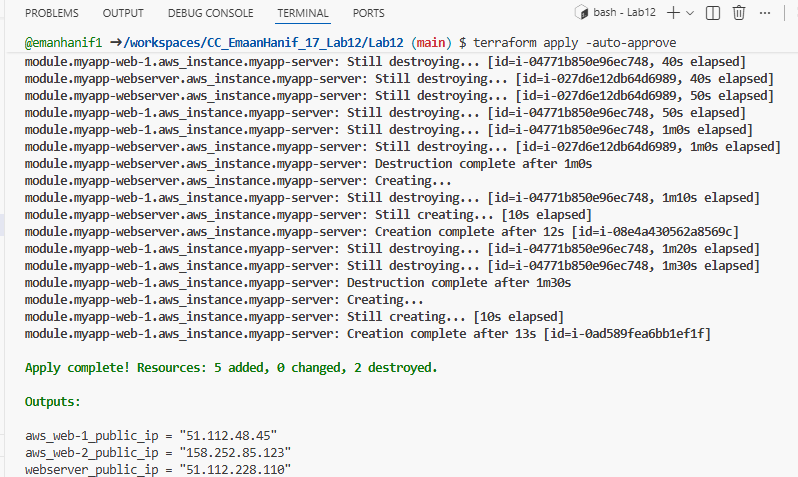 PROBLEMS OUTPUT DEBUG CONSOLE TERMINAL PORTS bash - Lab12
@emanhanif1 →/workspaces/CC_EmaanHanif_17_Lab12/Lab12 (main) $ terraform apply -auto-approve
module.myapp-web-1.aws_instance.myapp-server: Still destroying... [id=i-04771b850e96ec748, 40s elapsed]
module.myapp-webserver.aws_instance.myapp-server: Still destroying... [id=i-027d6e12db64d6989, 40s elapsed]
module.myapp-webserver.aws_instance.myapp-server: Still destroying... [id=i-027d6e12db64d6989, 50s elapsed]
module.myapp-web-1.aws_instance.myapp-server: Still destroying... [id=i-04771b850e96ec748, 50s elapsed]
module.myapp-web-1.aws_instance.myapp-server: Still destroying... [id=i-04771b850e96ec748, 1m0s elapsed]
module.myapp-webserver.aws_instance.myapp-server: Still destroying... [id=i-027d6e12db64d6989, 1m0s elapsed]
module.myapp-webserver.aws_instance.myapp-server: Destruction complete after 1m0s
module.myapp-webserver.aws_instance.myapp-server: Creating...
module.myapp-web-1.aws_instance.myapp-server: Still destroying... [id=i-04771b850e96ec748, 1m10s elapsed]
module.myapp-webserver.aws_instance.myapp-server: Still creating... [10s elapsed]
module.myapp-webserver.aws_instance.myapp-server: Creation complete after 12s [id=i-08e4a430562a8569c]
module.myapp-web-1.aws_instance.myapp-server: Still destroying... [id=i-04771b850e96ec748, 1m20s elapsed]
module.myapp-web-1.aws_instance.myapp-server: Still destroying... [id=i-04771b850e96ec748, 1m30s elapsed]
module.myapp-web-1.aws_instance.myapp-server: Destruction complete after 1m30s
module.myapp-web-1.aws_instance.myapp-server: Creating...
module.myapp-web-1.aws_instance.myapp-server: Still creating... [10s elapsed]
module.myapp-web-1.aws_instance.myapp-server: Creation complete after 13s [id=i-0ad589fea6bb1ef1f]
Apply complete! Resources: 5 added, 0 changed, 2 destroyed.
Outputs:
aws_web-1_public_ip = "51.112.48.45"
aws_web-2_public_ip = "158.252.85.123"
webserver_public_ip = "51.112.228.110"